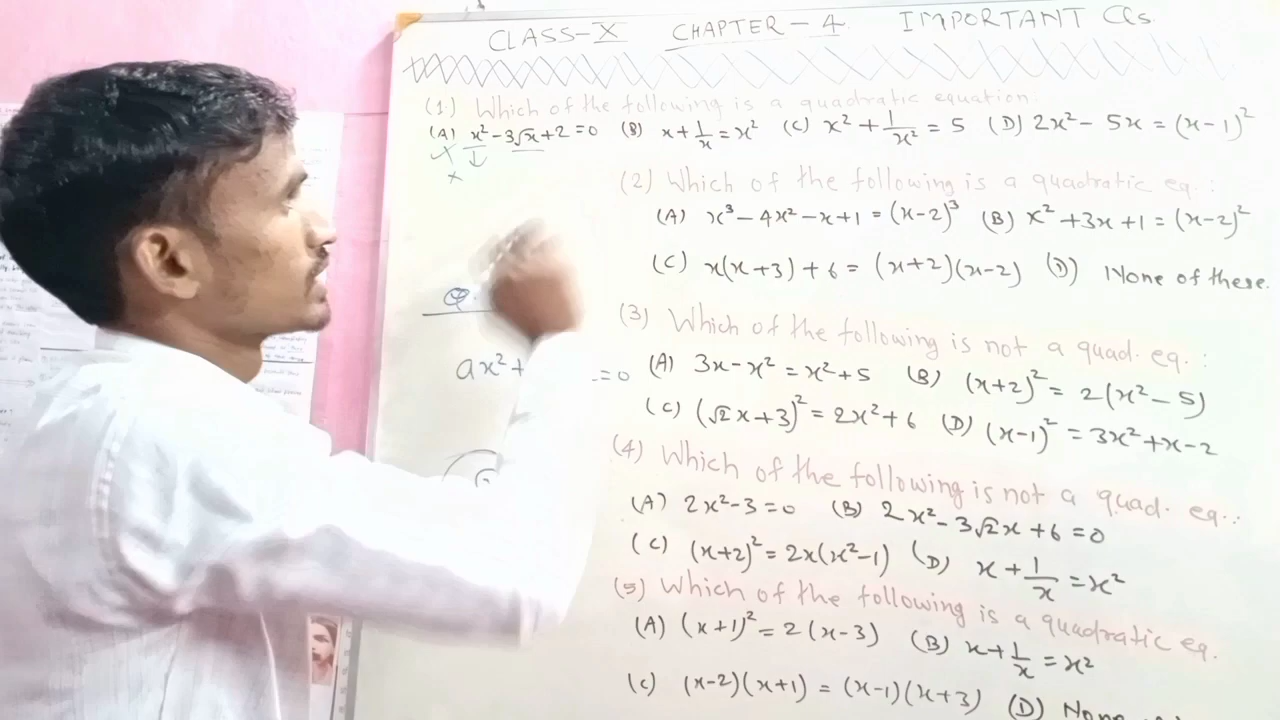 CLASS-X CHAPTER-4 IMPORTANT CQs.
(1) Which of the following is a quadratic equation.
(A) x²-3√x+2=0 (B) x+1/x=x² (C) x²+1/x²=5 (D) 2x²-5x=(x-1)²
(2) Which of the following is a quadratic eq.:
(A) x³-4x²-x+1=(x-2)³ (B) x²+3x+1=(x-2)²
(C) x(x+3)+6=(x+2)(x-2) (D) None of these.
(3) Which of the following is not a quad. eq.:
(A) 3x-x²=x²+5 (B) (x+2)²=2(x²-5)
(C) (√2x+3)²=2x²+6 (D) (x-1)²=3x²+x-2
ax²+ =0
(4) Which of the following is not a quad. eq.:
(A) 2x²-3=0 (B) 2x²-3√2x+6=0
(C) (x+2)²=2x(x²-1) (D) x+1/x=x²
(5) Which of the following is a quadratic eq.
(A) (x+1)²=2(x-3) (B) x+1/x=x²
(C) (x-2)(x+1)=(x-1)(x+3) (D) None